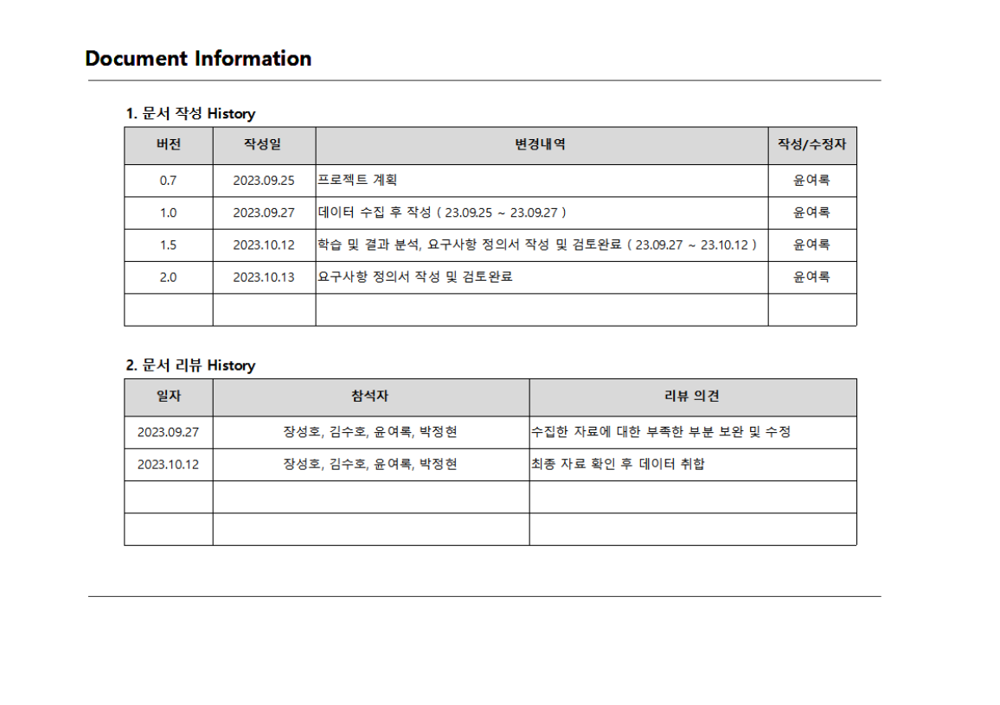 Document Information
1. 문서 작성 History
버전 작성일 변경내역 작성/수정자
0.7 2023.09.25 프로젝트 계획 윤여록
1.0 2023.09.27 데이터 수집 후 작성 ( 23.09.25 ~ 23.09.27 ) 윤여록
1.5 2023.10.12 학습 및 결과 분석, 요구사항 정의서 작성 및 검토완료 ( 23.09.27 ~ 23.10.12 ) 윤여록
2.0 2023.10.13 요구사항 정의서 작성 및 검토완료 윤여록
2. 문서 리뷰 History
일자 참석자 리뷰 의견
2023.09.27 장성호, 김수호, 윤여록, 박정현 수집한 자료에 대한 부족한 부분 보완 및 수정
2023.10.12 장성호, 김수호, 윤여록, 박정현 최종 자료 확인 후 데이터 취합